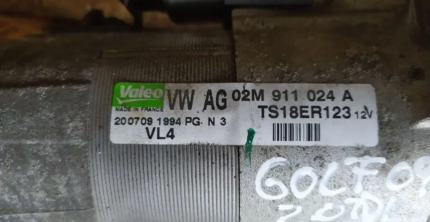 Valeo
MADE IN FRANCE
VW AG 02M 911 024 A
TS18ER123 12V
200709 1994 PG. N 3
VL4
GOLF 09